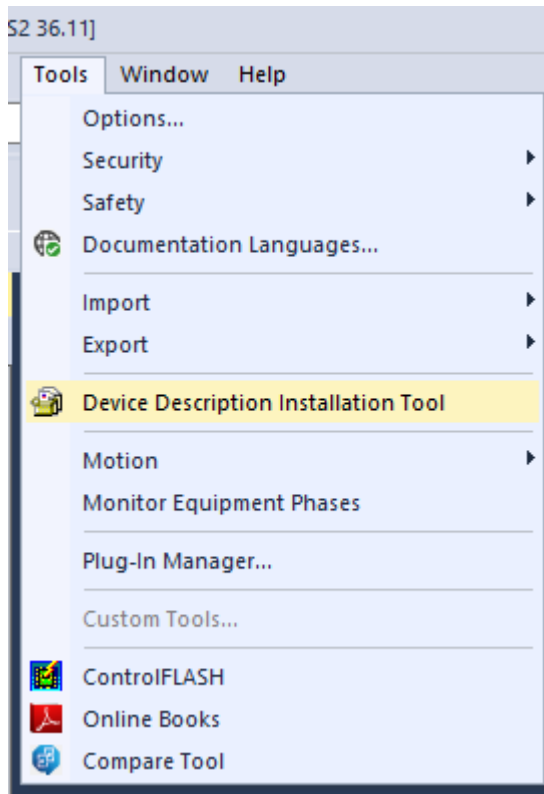 S2 36.11]
Tools Window Help
Options...
Security
Safety
Documentation Languages...
Import
Export
Device Description Installation Tool
Motion
Monitor Equipment Phases
Plug-In Manager...
Custom Tools...
ControlFLASH
Online Books
Compare Tool